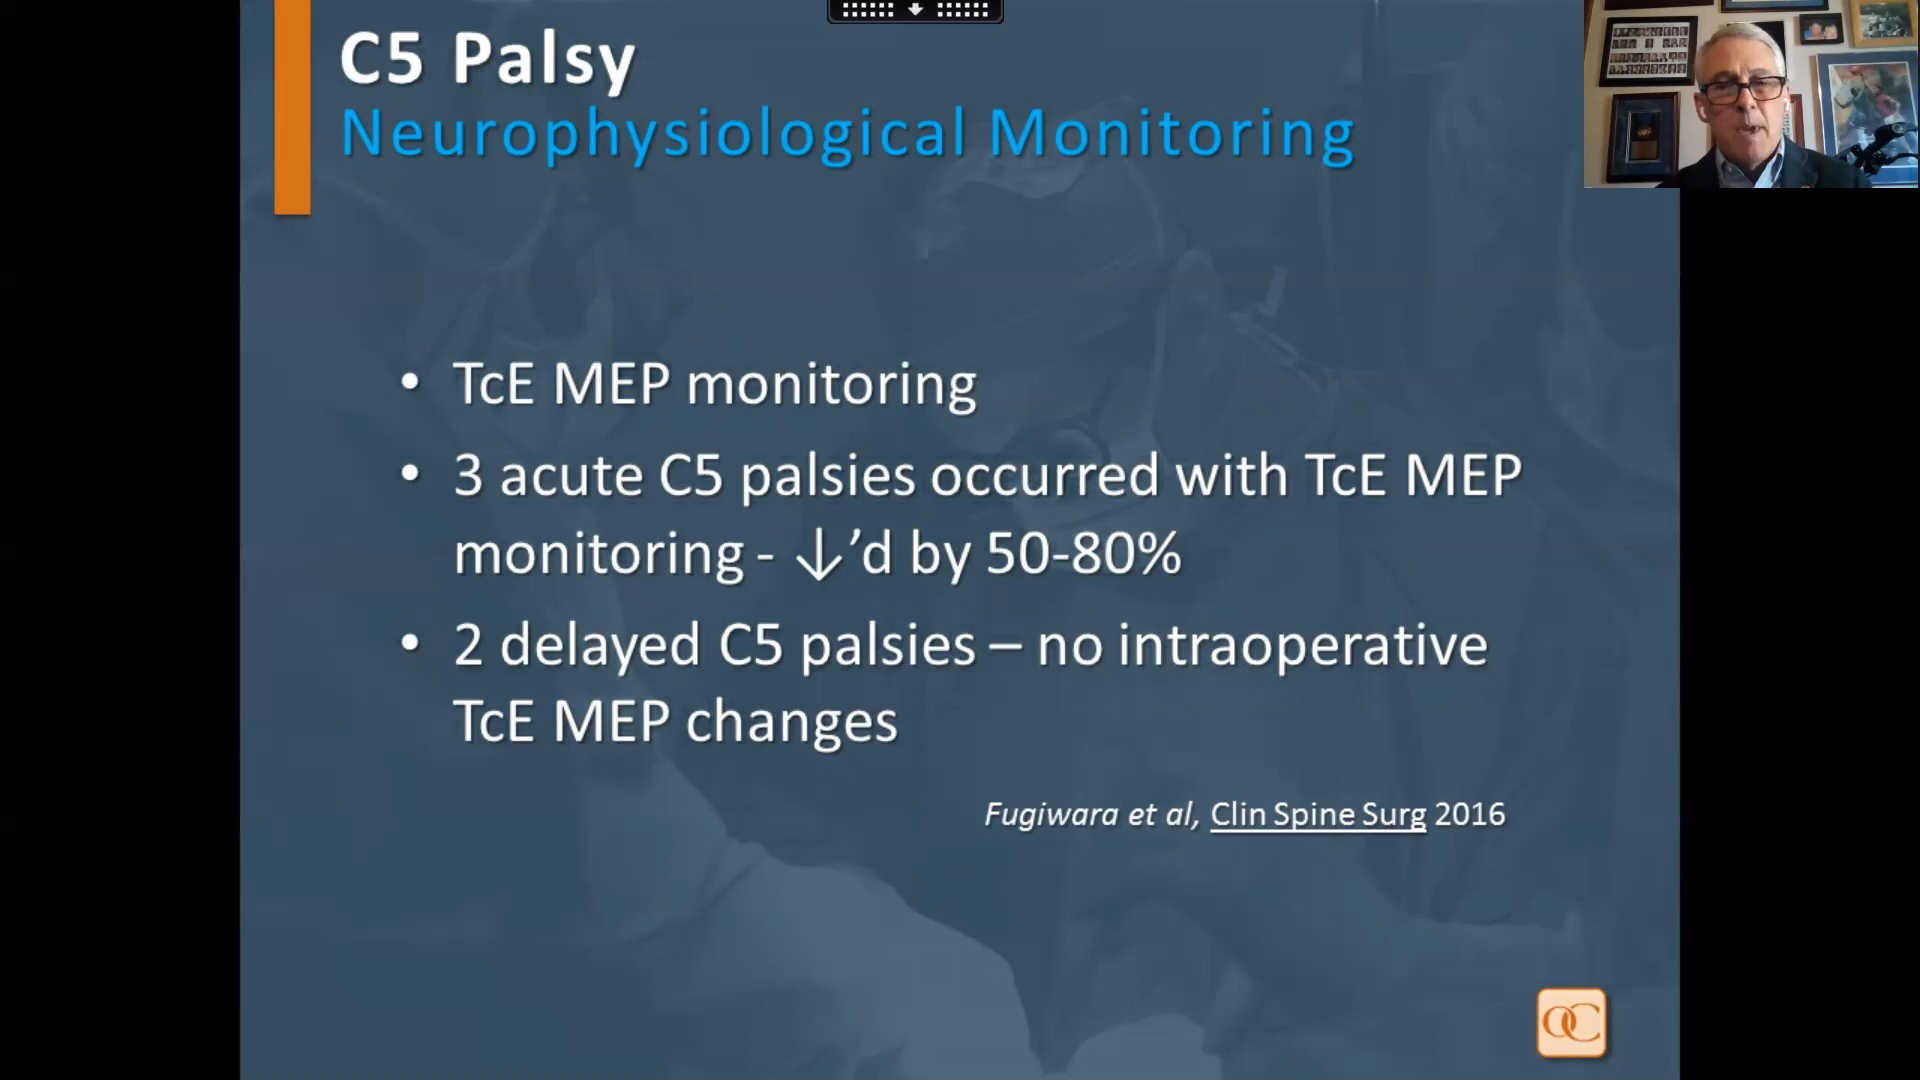 C5 Palsy
Neurophysiological Monitoring
• TcE MEP monitoring
• 3 acute C5 palsies occurred with TcE MEP
monitoring - ↓'d by 50-80%
• 2 delayed C5 palsies – no intraoperative
TcE MEP changes
Fugiwara et al, Clin Spine Surg 2016
OC